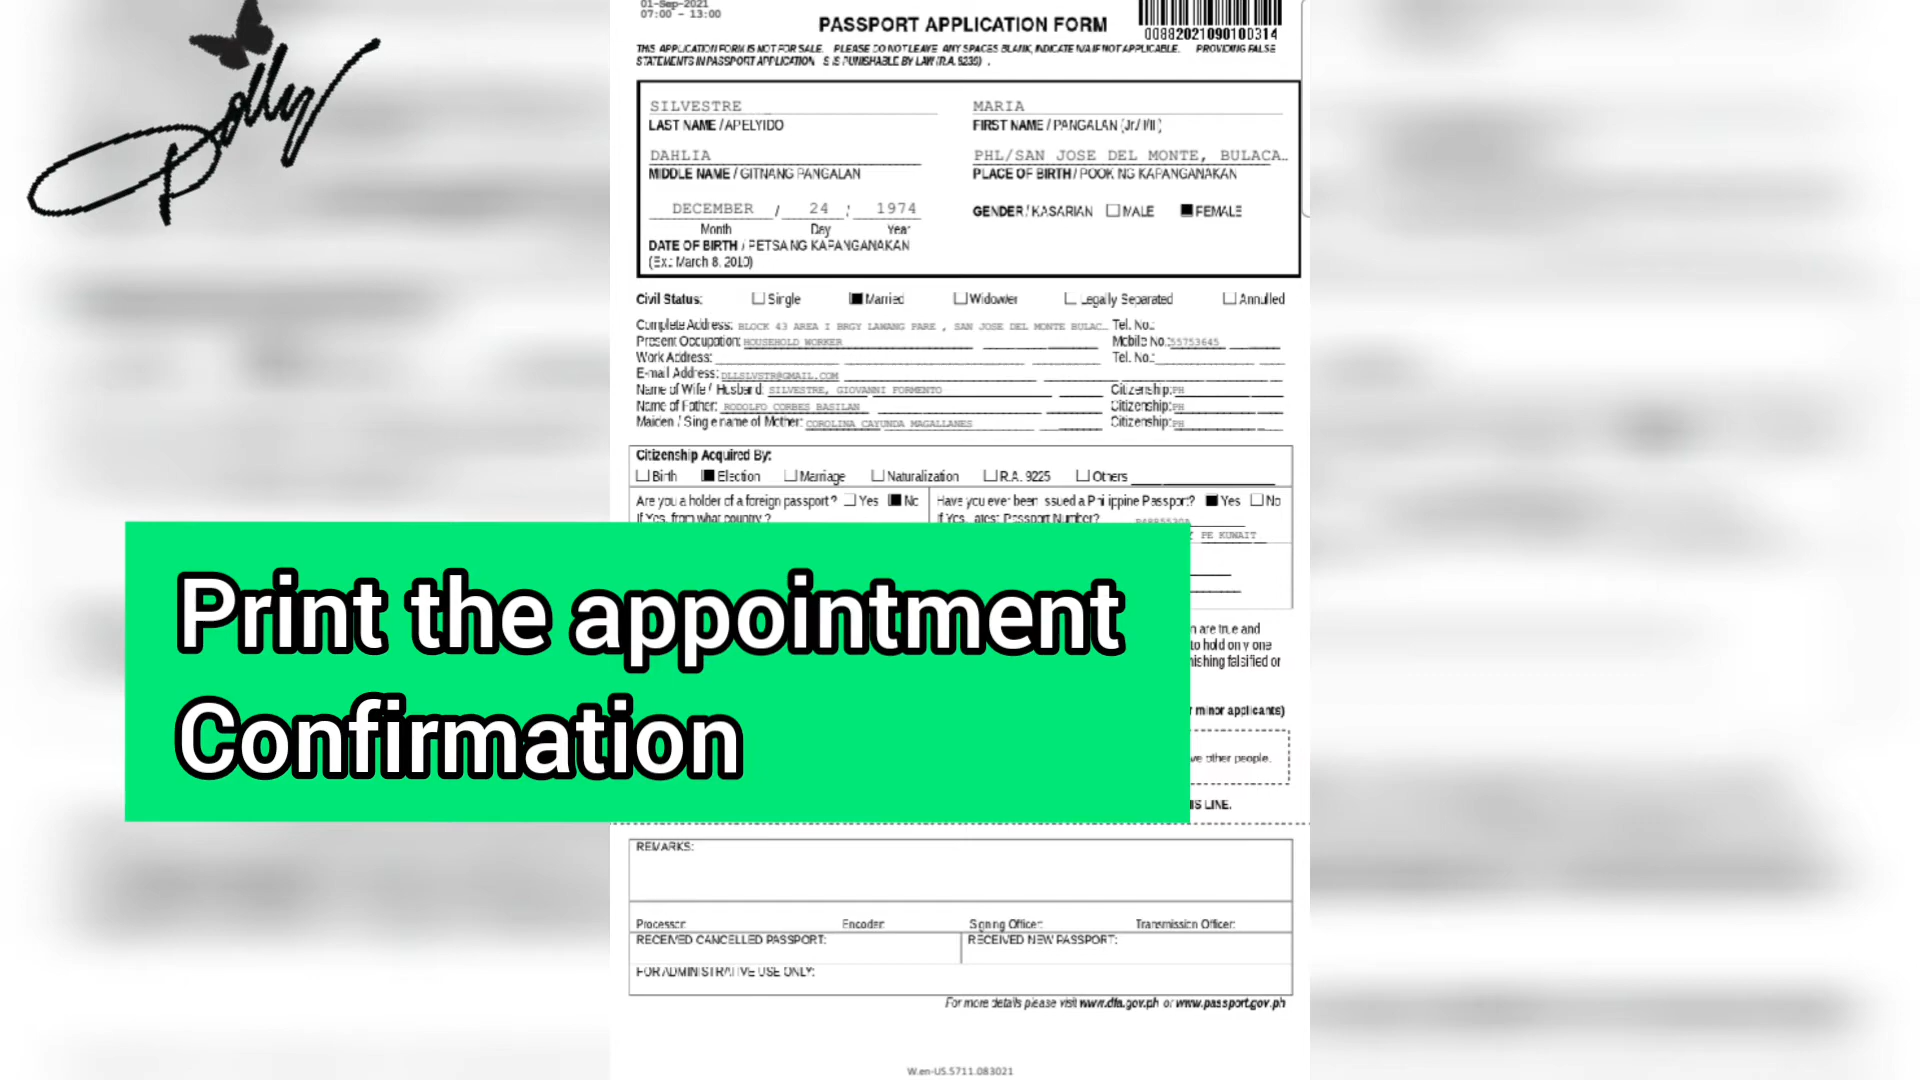 Dolly
01-Sep-2021
07:00 - 13:00
PASSPORT APPLICATION FORM
0088202109010​0314
THIS APPLICATION FORM IS NOT FOR SALE. PLEASE DO NOT LEAVE ANY SPACES BLANK, INDICATE N/A IF NOT APPLICABLE. PROVIDING FALSE
STATEMENTS IN PASSPORT APPLICATION S IS PUNISHABLE BY LAW (R.A. 8239) .
SILVESTRE MARIA
LAST NAME / APELYIDO FIRST NAME / PANGALAN (Jr/I/II)
DAHLIA PHL/SAN JOSE DEL MONTE, BULACA…
MIDDLE NAME / GITNANG PANGALAN PLACE OF BIRTH / POOK NG KAPANGANAKAN
DECEMBER / 24 / 1974 GENDER / KASARIAN MALE FEMALE
Month Day Year
DATE OF BIRTH / PETSA NG KAPANGANAKAN
(Ex.: March 8, 2010)
Civil Status: Single Married Widow/er Legally Separated Annulled
Complete Address: BLOCK 43 AREA I BRGY LAWANG PARE , SAN JOSE DEL MONTE BULAC… Tel. No.:
Present Occupation: HOUSEHOLD WORKER Mobile No.: 55753645
Work Address: Tel. No.:
E-mail Address: DLLSLVSTR@GMAIL.COM
Name of Wife / Husband: SILVESTRE, GIOVANNI FORMENTO Citizenship: PH
Name of Father: RODOLFO CORBES BASILAN Citizenship: PH
Maiden / Single name of Mother: COROLINA CAYUNDA MAGALLANES Citizenship: PH
Citizenship Acquired By:
Birth Election Marriage Naturalization R.A. 9225 Others
Are you a holder of a foreign passport ? Yes No Have you ever been issued a Philippine Passport? Yes No
If Yes, from what country ? If Yes, latest Passport Number?
PE KUWAIT
Print the appointment
Confirmation
n are true and
to hold only one
nishing falsified or
r minor applicants)
ve other people.
IS LINE.
REMARKS:
Processor: Encoder: Signing Officer: Transmission Officer:
RECEIVED CANCELLED PASSPORT: RECEIVED NEW PASSPORT:
FOR ADMINISTRATIVE USE ONLY:
For more details please visit www.dfa.gov.ph or www.passport.gov.ph
W.en-US.5711.083021